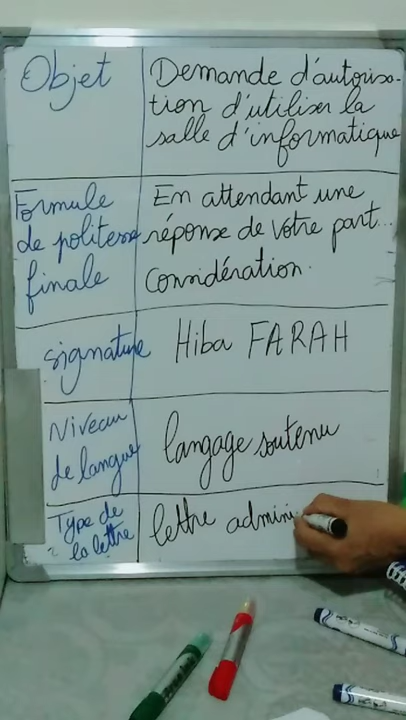 Objet
Demande d'autorisa-
tion d'utiliser la
salle d'informatique
Formule
de politesse
finale
En attendant une
réponse de votre part...
Considération.
signature
Hiba FARAH
Niveau
de langue
langage soutenu
Type de
la lettre
lettre admini